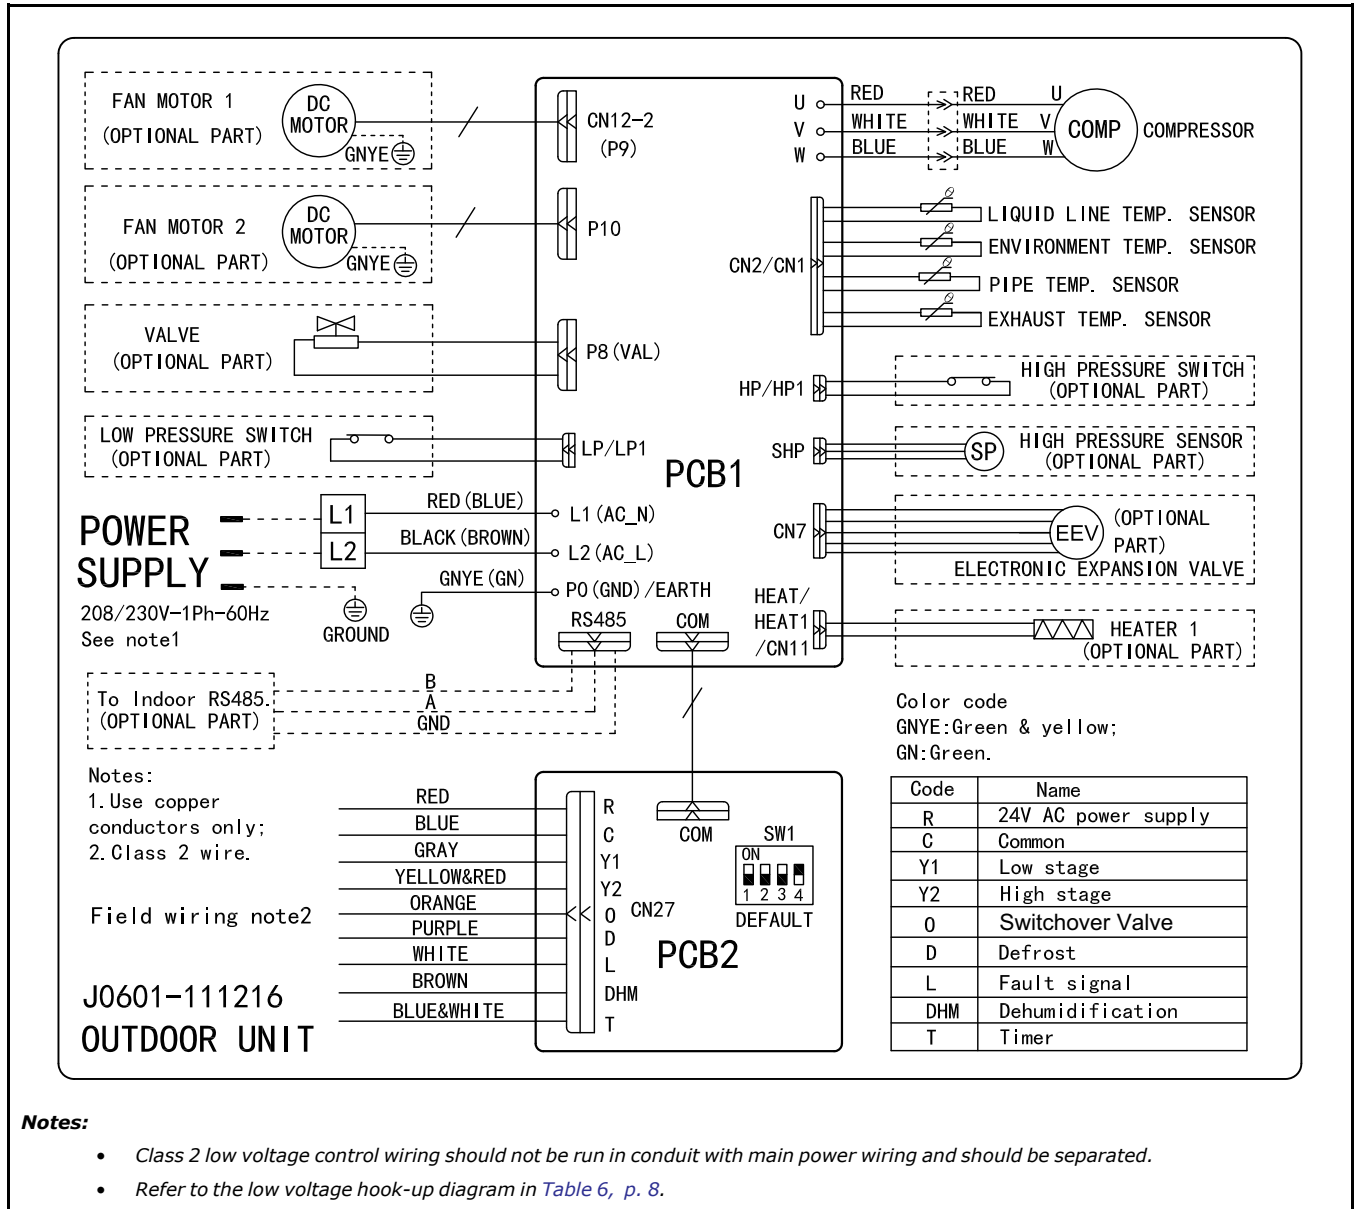 FAN MOTOR 1
(OPTIONAL PART)
DC
MOTOR
GNYE
CN12-2
(P9)
FAN MOTOR 2
(OPTIONAL PART)
DC
MOTOR
GNYE
P10
VALVE
(OPTIONAL PART)
P8(VAL)
LOW PRESSURE SWITCH
(OPTIONAL PART)
LP/LP1
PCB1
POWER
SUPPLY
208/230V-1Ph-60Hz
See note1
L1
L2
GROUND
RED(BLUE)
BLACK(BROWN)
GNYE(GN)
L1(AC_N)
L2(AC_L)
P0(GND)/EARTH
RS485
COM
U
V
W
RED
WHITE
BLUE
RED
WHITE
BLUE
U
V
W
COMP
COMPRESSOR
CN2/CN1
LIQUID LINE TEMP. SENSOR
ENVIRONMENT TEMP. SENSOR
PIPE TEMP. SENSOR
EXHAUST TEMP. SENSOR
HP/HP1
HIGH PRESSURE SWITCH
(OPTIONAL PART)
SHP
SP
HIGH PRESSURE SENSOR
(OPTIONAL PART)
CN7
EEV
(OPTIONAL
PART)
ELECTRONIC EXPANSION VALVE
HEAT/
HEAT1
/CN11
HEATER 1
(OPTIONAL PART)
To Indoor RS485.
(OPTIONAL PART)
B
A
GND
Notes:
1.Use copper
conductors only;
2.Class 2 wire.
Field wiring note2
J0601-111216
OUTDOOR UNIT
RED
BLUE
GRAY
YELLOW&RED
ORANGE
PURPLE
WHITE
BROWN
BLUE&WHITE
R
C
Y1
Y2
O
D
L
DHM
T
CN27
COM
PCB2
SW1
ON
1 2 3 4
DEFAULT
Color code
GNYE:Green & yellow;
GN:Green.
Code Name
R 24V AC power supply
C Common
Y1 Low stage
Y2 High stage
O Switchover Valve
D Defrost
L Fault signal
DHM Dehumidification
T Timer
Notes:
• Class 2 low voltage control wiring should not be run in conduit with main power wiring and should be separated.
• Refer to the low voltage hook-up diagram in Table 6, p. 8.